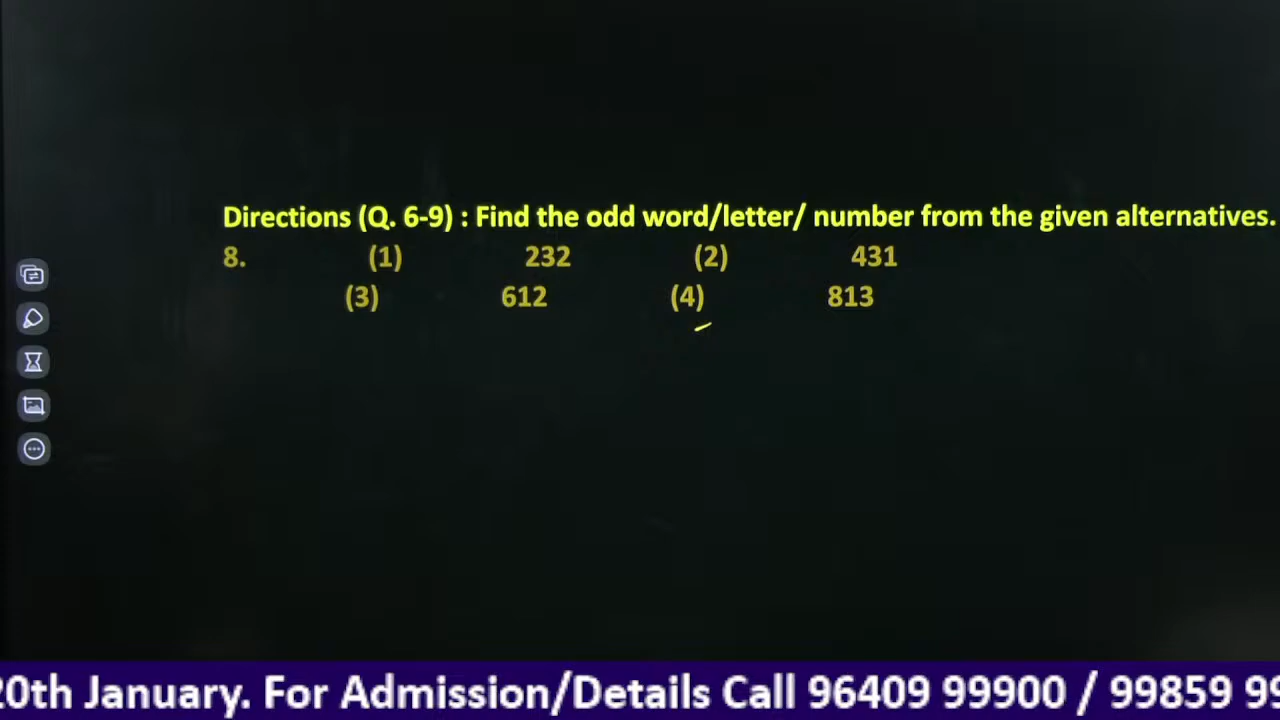 Directions (Q. 6-9) : Find the odd word/letter/ number from the given alternatives.
8. (1) 232 (2) 431
(3) 612 (4) 813
20th January. For Admission/Details Call 96409 99900 / 99859 99